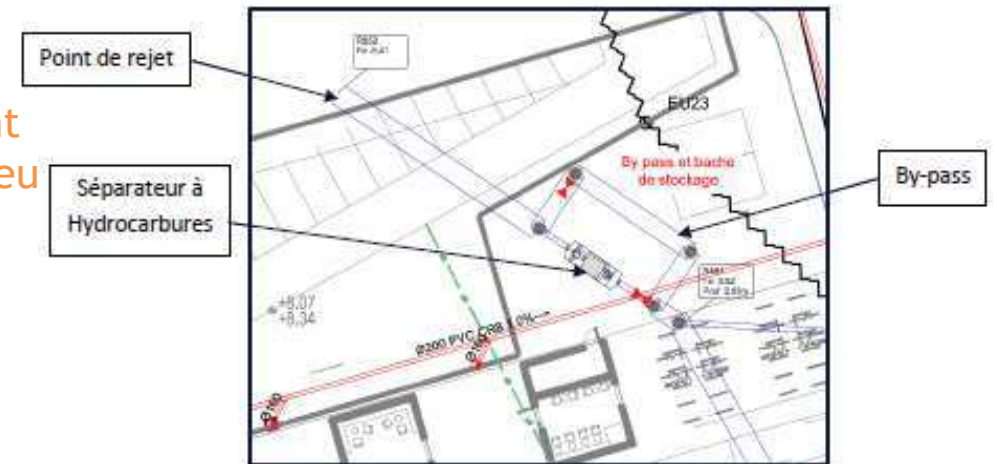 Point de rejet
eu
Séparateur à
Hydrocarbures
EU23
By pass et bache
de stockage
By-pass
+8.07
+8.34
Ø200 PVC CR8